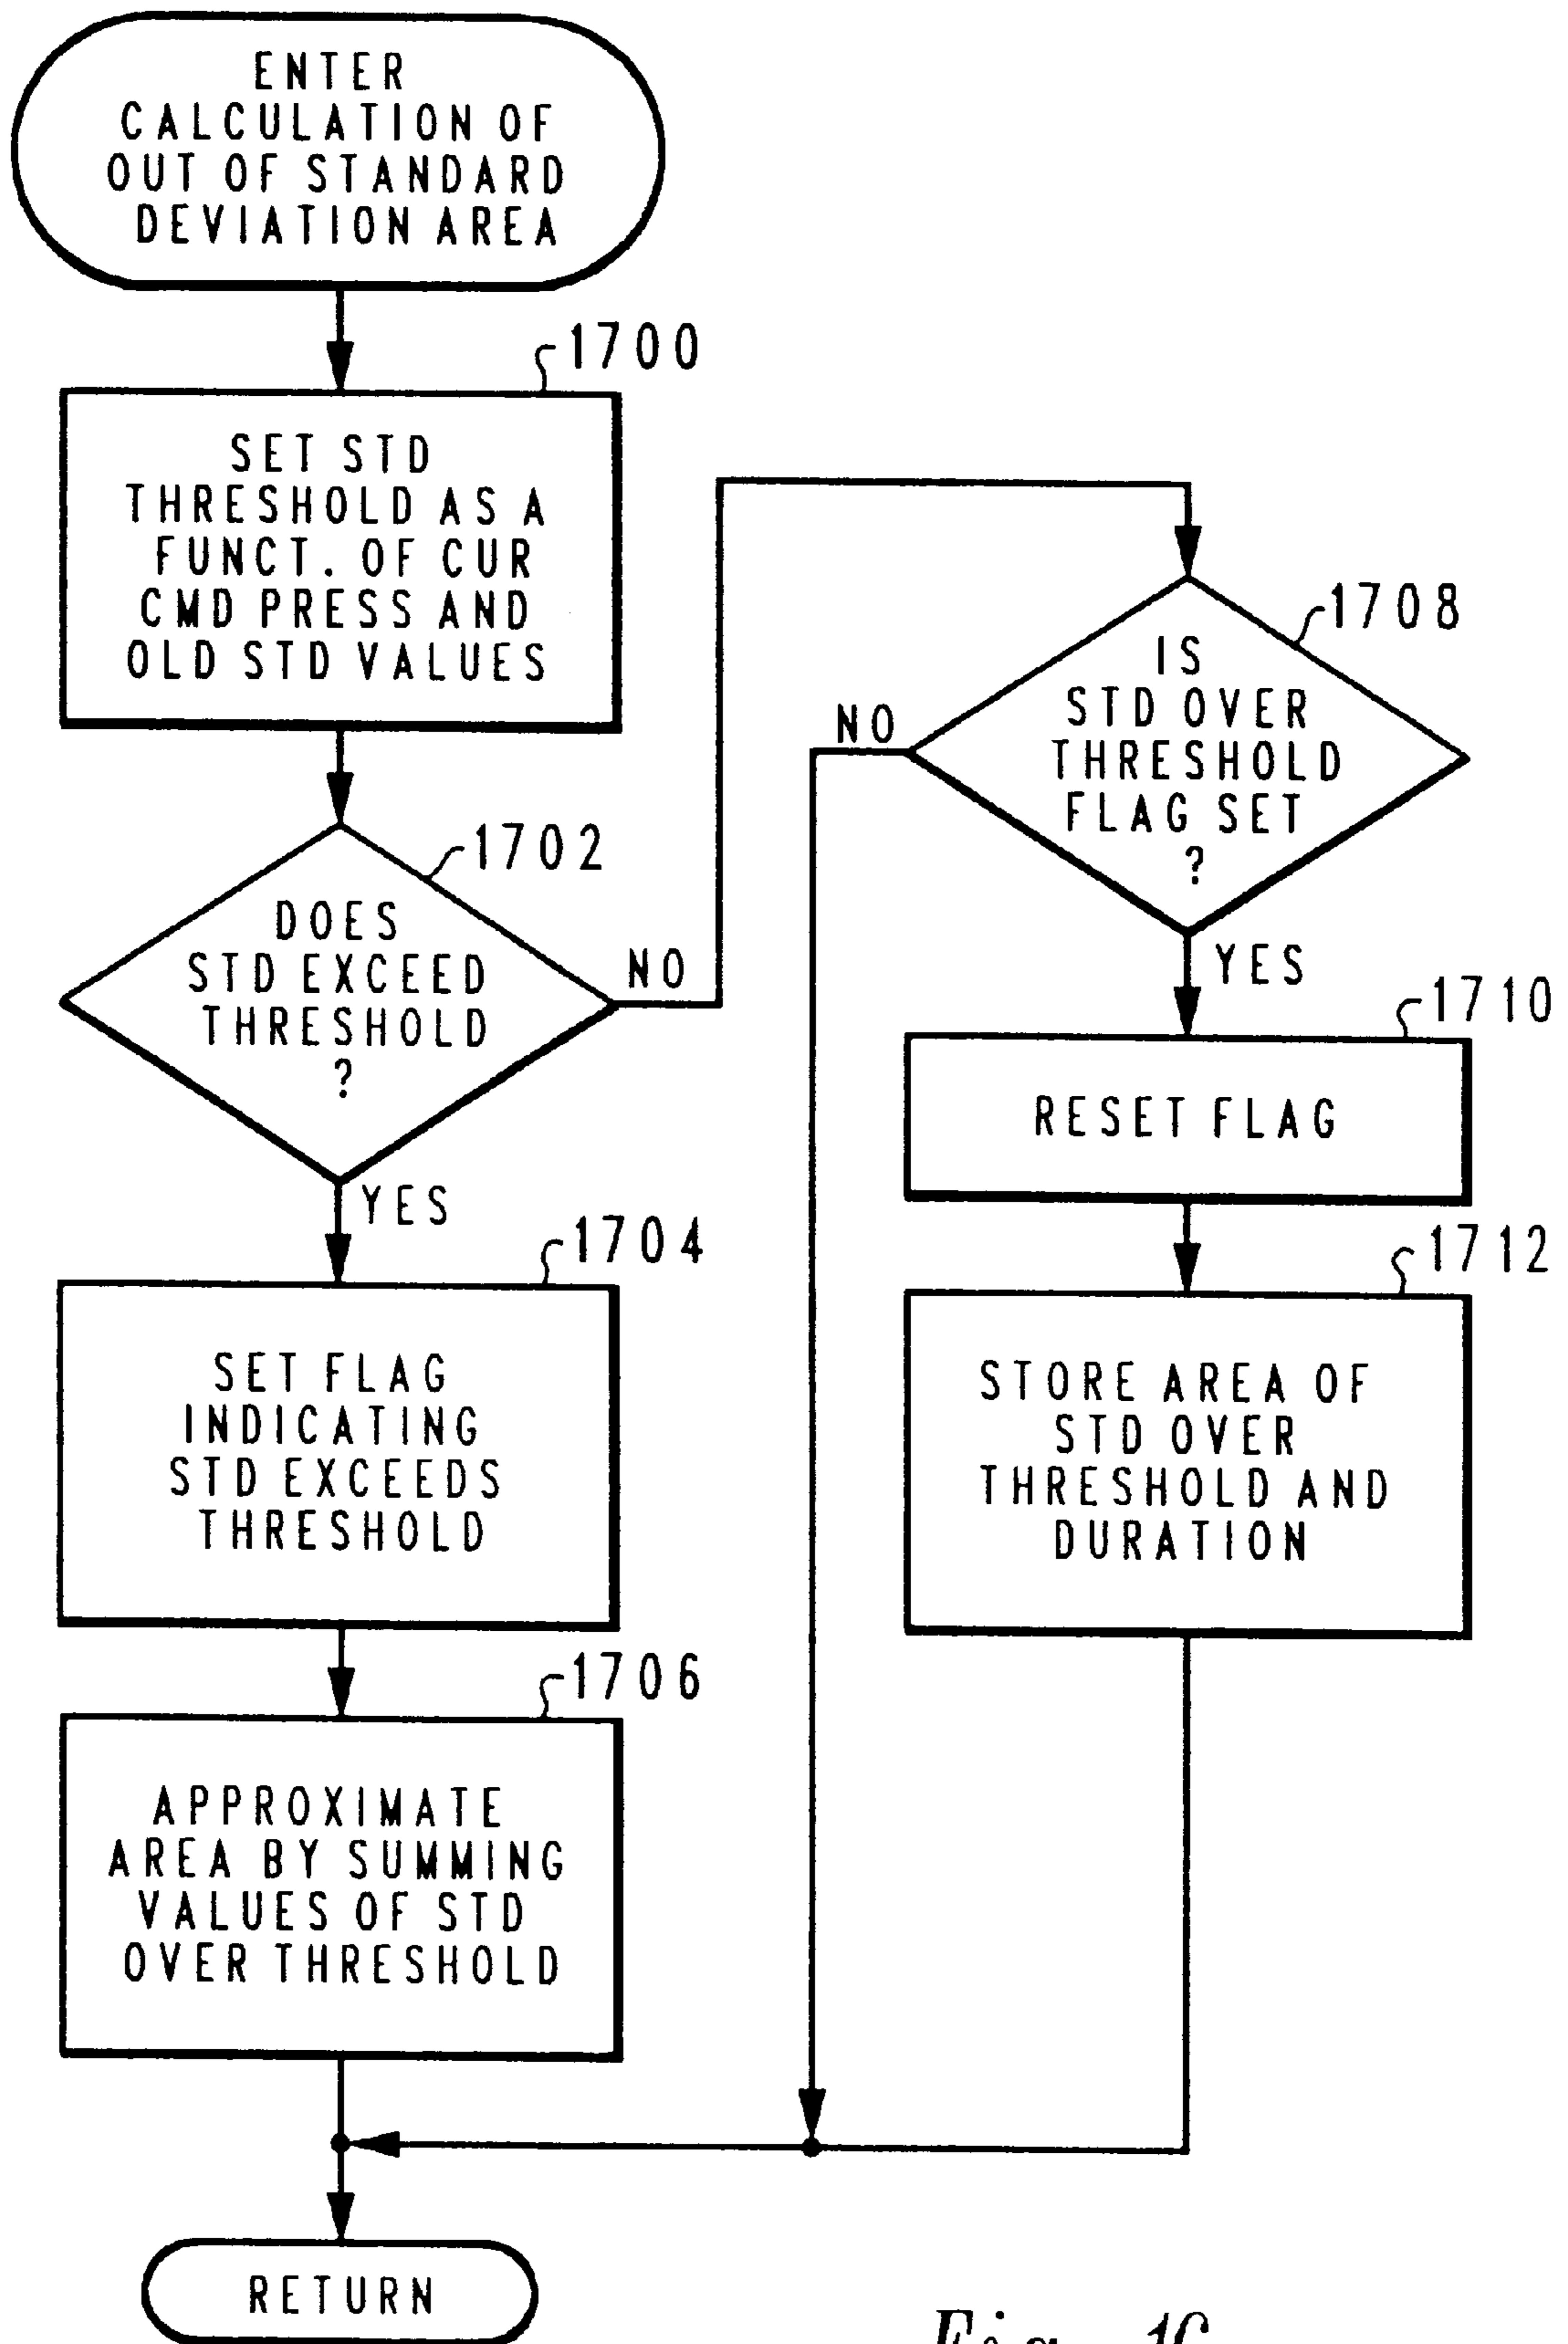 ENTER
CALCULATION OF
OUT OF STANDARD
DEVIATION AREA
1700
SET STD
THRESHOLD AS A
FUNCT. OF CUR
CMD PRESS AND
OLD STD VALUES
1702
DOES
STD EXCEED
THRESHOLD
?
NO
YES
1704
SET FLAG
INDICATING
STD EXCEEDS
THRESHOLD
1706
APPROXIMATE
AREA BY SUMMING
VALUES OF STD
OVER THRESHOLD
1708
IS
STD OVER
THRESHOLD
FLAG SET
?
NO
YES
1710
RESET FLAG
1712
STORE AREA OF
STD OVER
THRESHOLD AND
DURATION
RETURN
Fig.